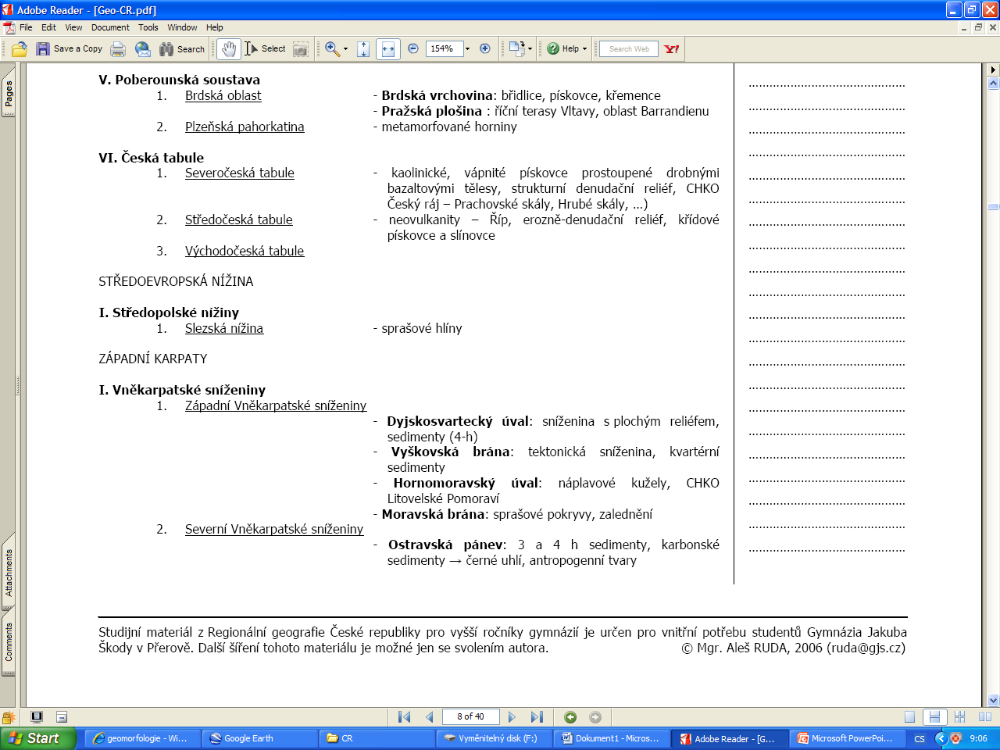 Adobe Reader - [Geo-CR.pdf]
File Edit View Document Tools Window Help
Save a Copy Search Select 154% Help Search Web Y!
Pages
Attachments
Comments
V. Poberounská soustava
1. Brdská oblast - Brdská vrchovina: břidlice, pískovce, křemence
- Pražská plošina : říční terasy Vltavy, oblast Barrandienu
2. Plzeňská pahorkatina - metamorfované horniny
VI. Česká tabule
1. Severočeská tabule - kaolinické, vápnité pískovce prostoupené drobnými
bazaltovými tělesy, strukturní denudační reliéf, CHKO
Český ráj – Prachovské skály, Hrubé skály, ...)
2. Středočeská tabule - neovulkanity – Říp, erozně-denudační reliéf, křídové
pískovce a slínovce
3. Východočeská tabule
STŘEDOEVROPSKÁ NÍŽINA
I. Středopolské nížiny
1. Slezská nížina - sprašové hlíny
ZÁPADNÍ KARPATY
I. Vněkarpatské sníženiny
1. Západní Vněkarpatské sníženiny
- Dyjskosvartecký úval: sníženina s plochým reliéfem,
sedimenty (4-h)
- Vyškovská brána: tektonická sníženina, kvartérní
sedimenty
- Hornomoravský úval: náplavové kužely, CHKO
Litovelské Pomoraví
- Moravská brána: sprašové pokryvy, zalednění
2. Severní Vněkarpatské sníženiny
- Ostravská pánev: 3 a 4 h sedimenty, karbonské
sedimenty → černé uhlí, antropogenní tvary
Studijní materiál z Regionální geografie České republiky pro vyšší ročníky gymnázií je určen pro vnitřní potřebu studentů Gymnázia Jakuba
Škody v Přerově. Další šíření tohoto materiálu je možné jen se svolením autora. © Mgr. Aleš RUDA, 2006 (ruda@gjs.cz)
8 of 40
Start geomorfologie - Wi... Google Earth CR Vyměnitelný disk (F:) Dokument1 - Micros... Adobe Reader - [G... Microsoft PowerPoi... CS 9:06